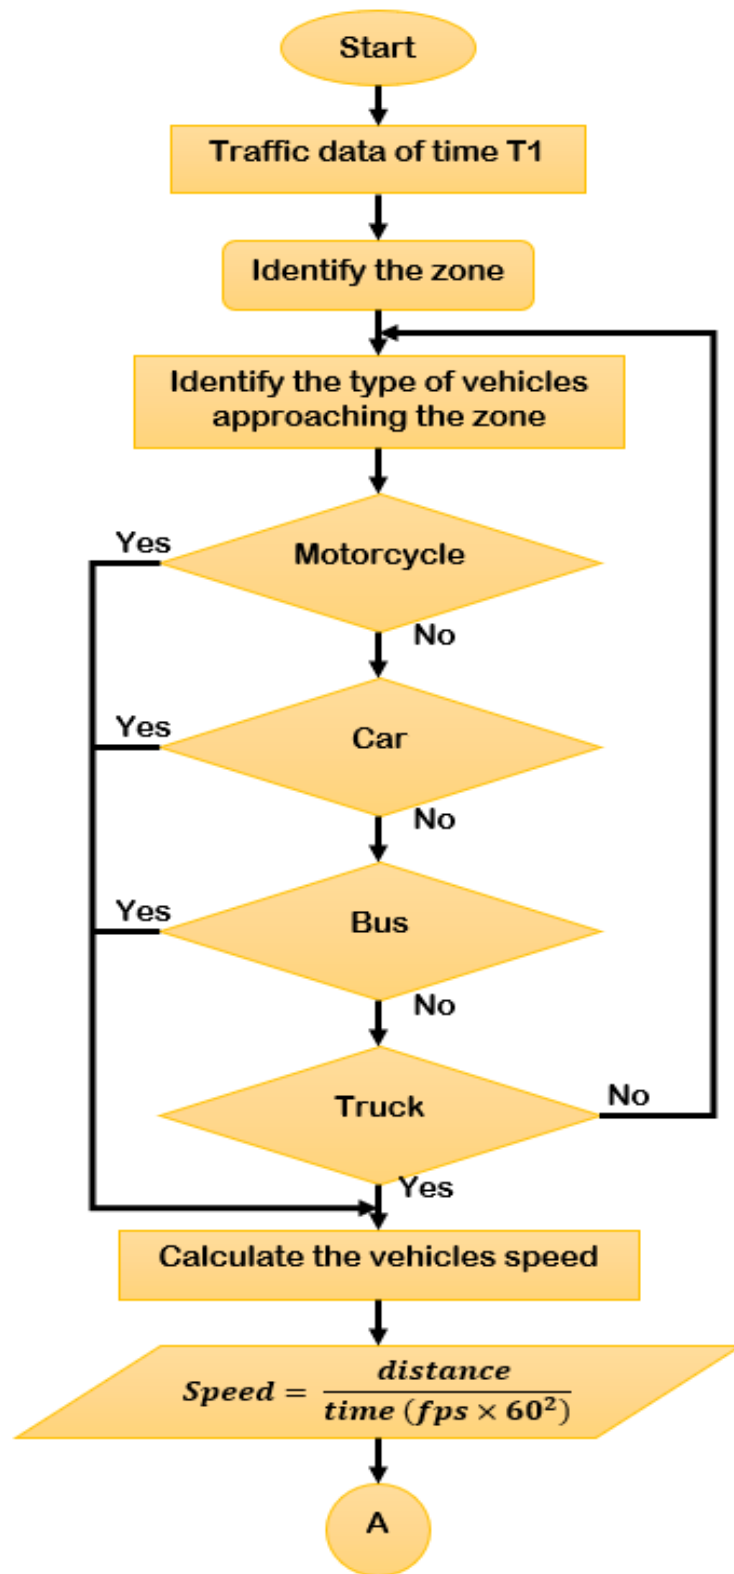 Start
Traffic data of time T1
Identify the zone
Identify the type of vehicles
approaching the zone
Yes
Motorcycle
No
Yes
Car
No
Yes
Bus
No
Truck
No
Yes
Calculate the vehicles speed
Speed = distance / time (fps × 60²)
A